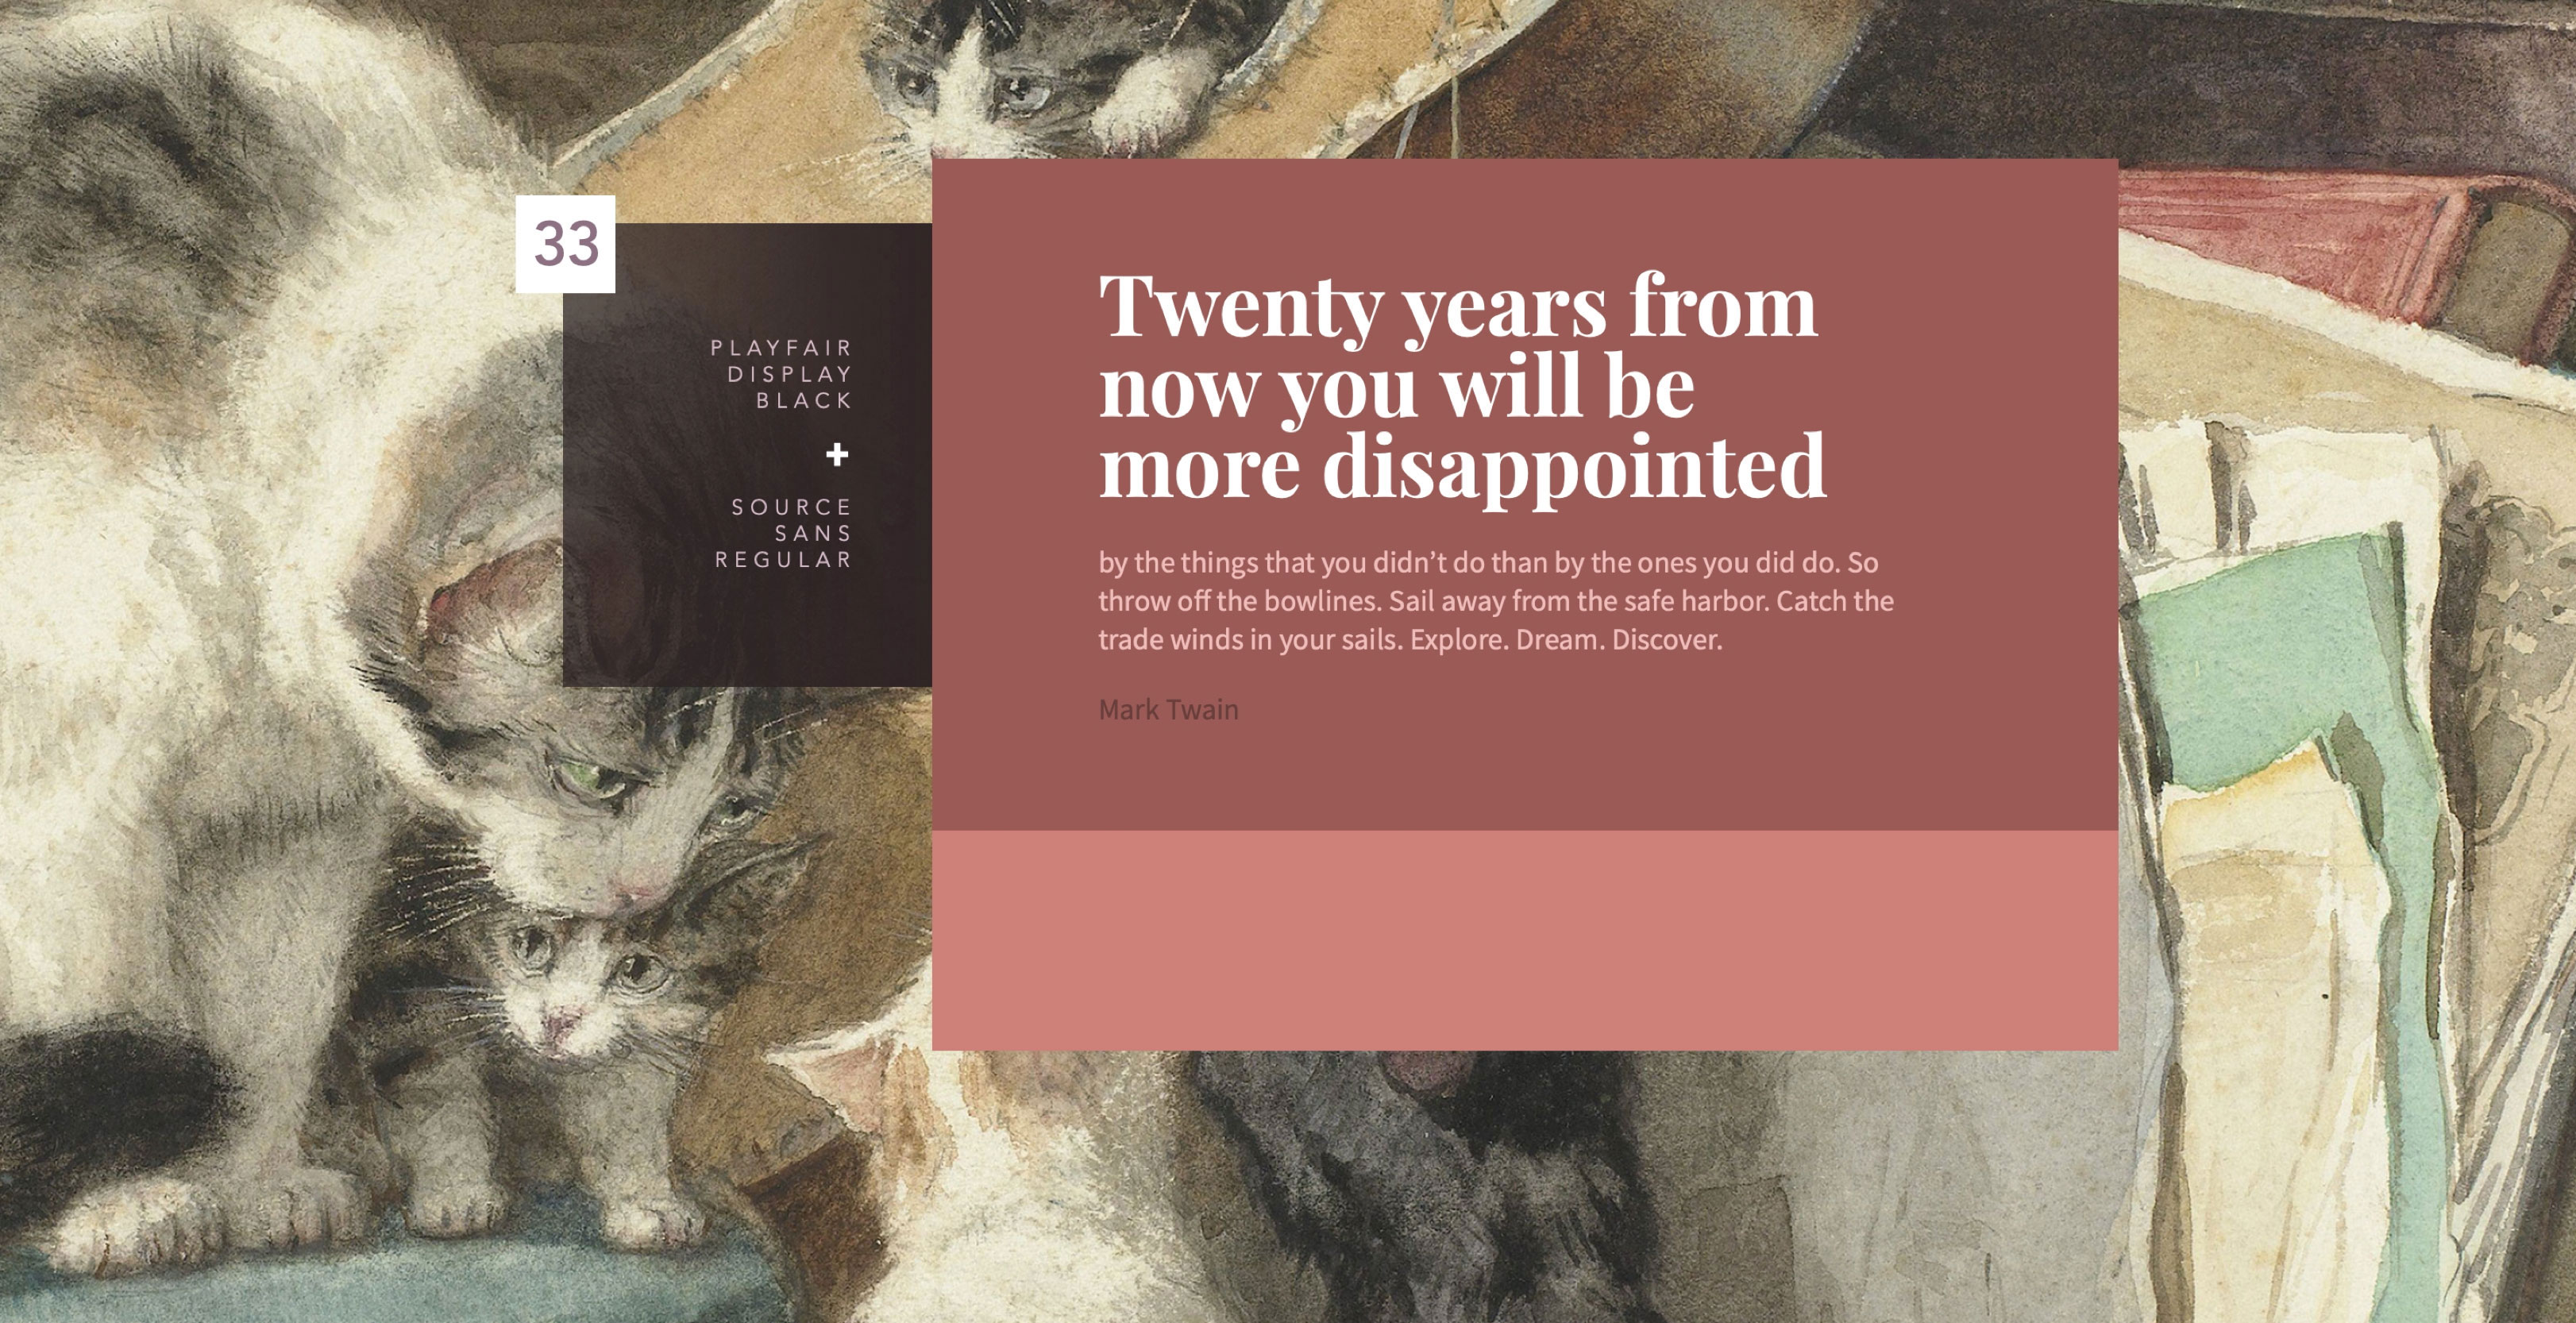 33
PLAYFAIR
DISPLAY
BLACK
+
SOURCE
SANS
REGULAR
Twenty years from
now you will be
more disappointed
by the things that you didn’t do than by the ones you did do. So
throw off the bowlines. Sail away from the safe harbor. Catch the
trade winds in your sails. Explore. Dream. Discover.
Mark Twain